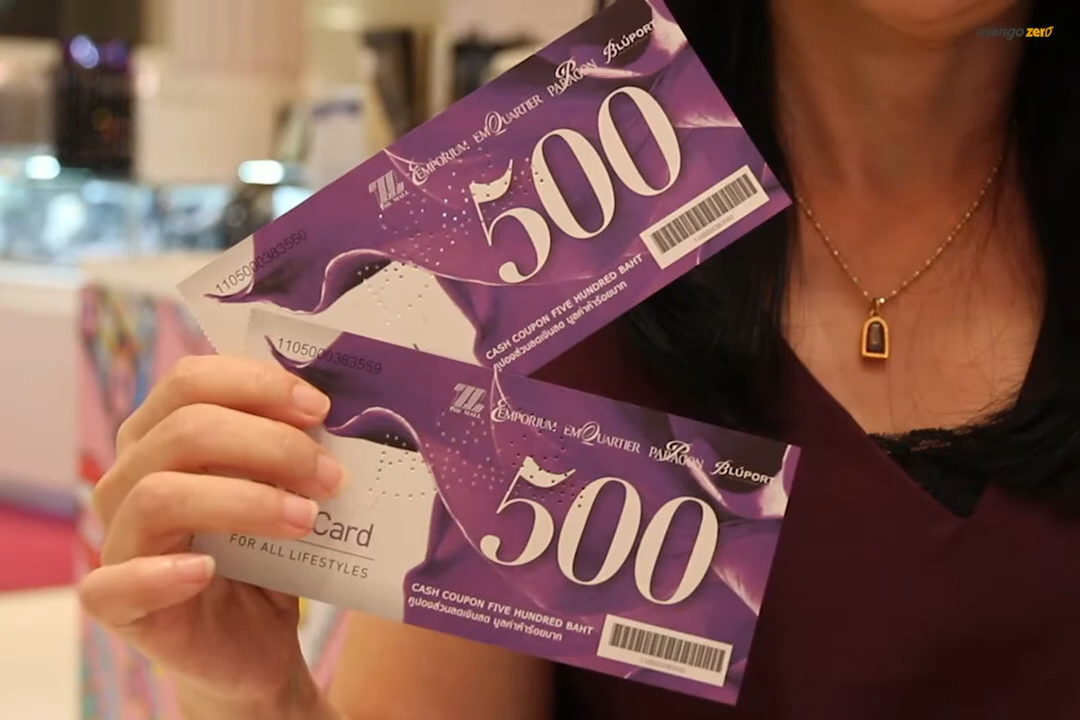 mango zero
1105000383560
THE MALL EMPORIUM EMQUARTIER PARAGON BLÚPORT
500
CASH COUPON FIVE HUNDRED BAHT
คูปองส่วนลดเงินสด มูลค่าห้าร้อยบาท
1105000383559
THE MALL EMPORIUM EMQUARTIER PARAGON BLÚPORT
500
Card
FOR ALL LIFESTYLES
CASH COUPON FIVE HUNDRED BAHT
คูปองส่วนลดเงินสด มูลค่าห้าร้อยบาท